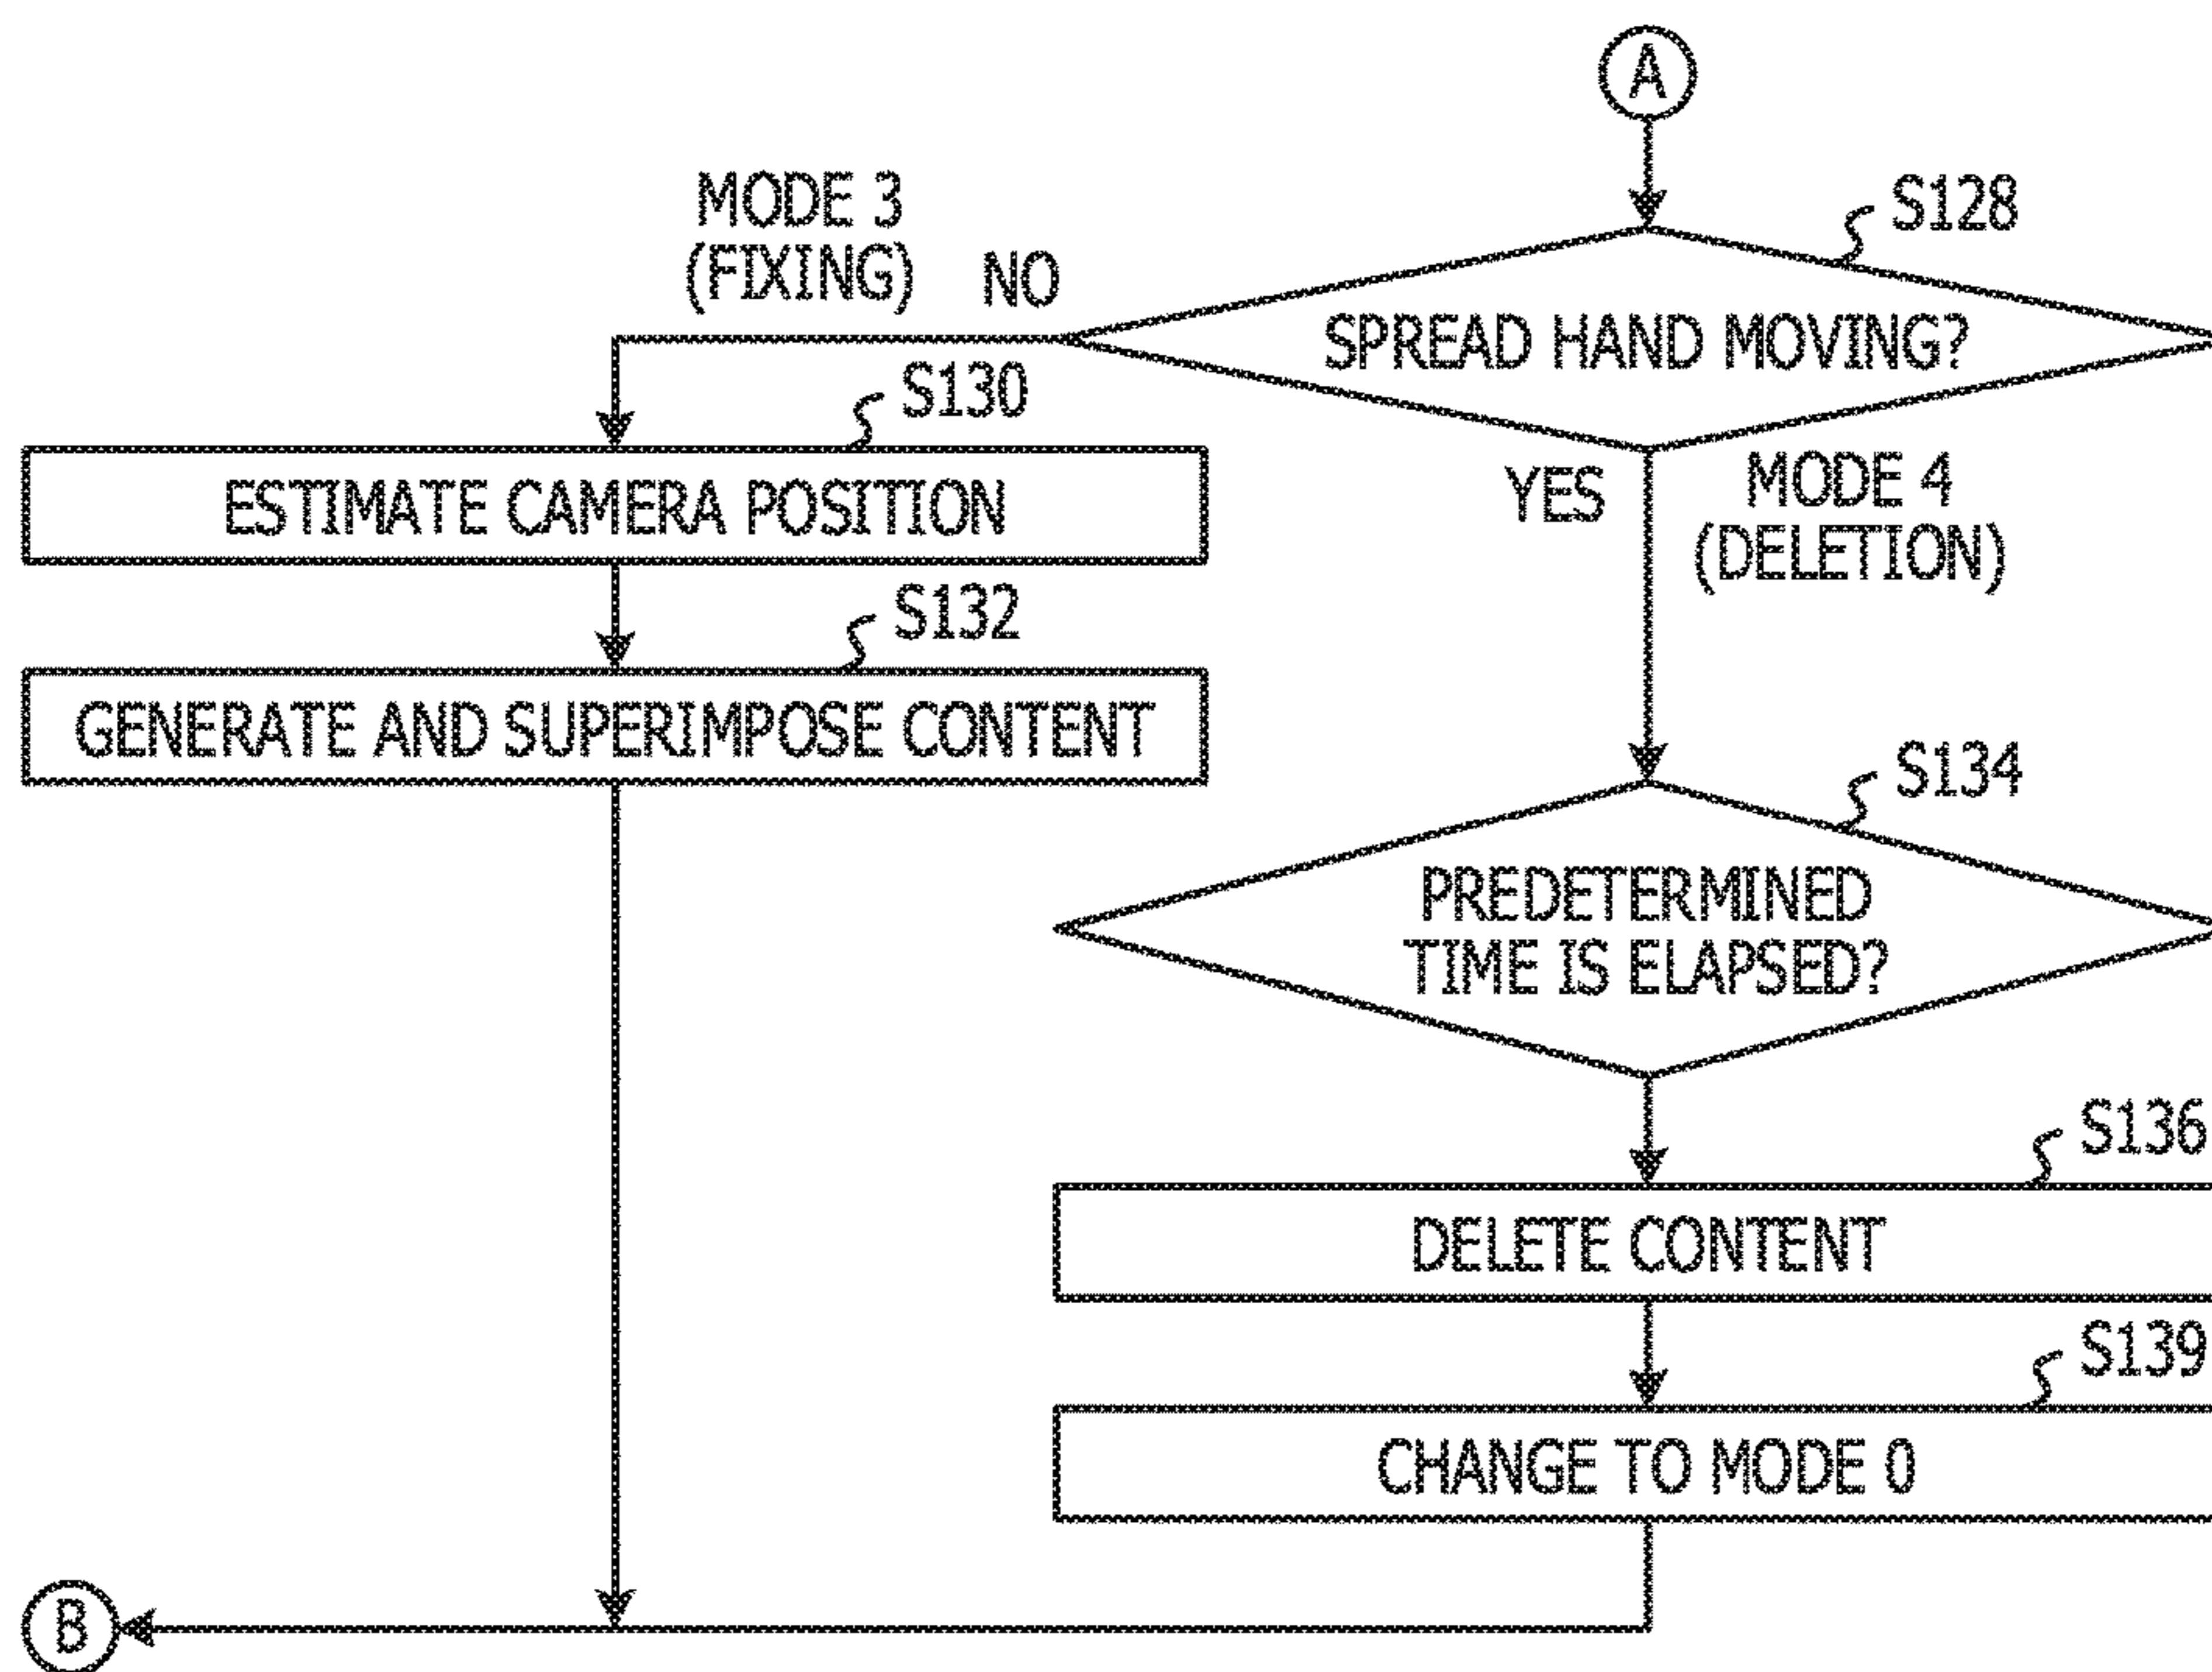 A
S128
MODE 3
(FIXING)
NO
SPREAD HAND MOVING?
S130
ESTIMATE CAMERA POSITION
YES
MODE 4
(DELETION)
S132
GENERATE AND SUPERIMPOSE CONTENT
S134
PREDETERMINED
TIME IS ELAPSED?
S136
DELETE CONTENT
S139
CHANGE TO MODE 0
B